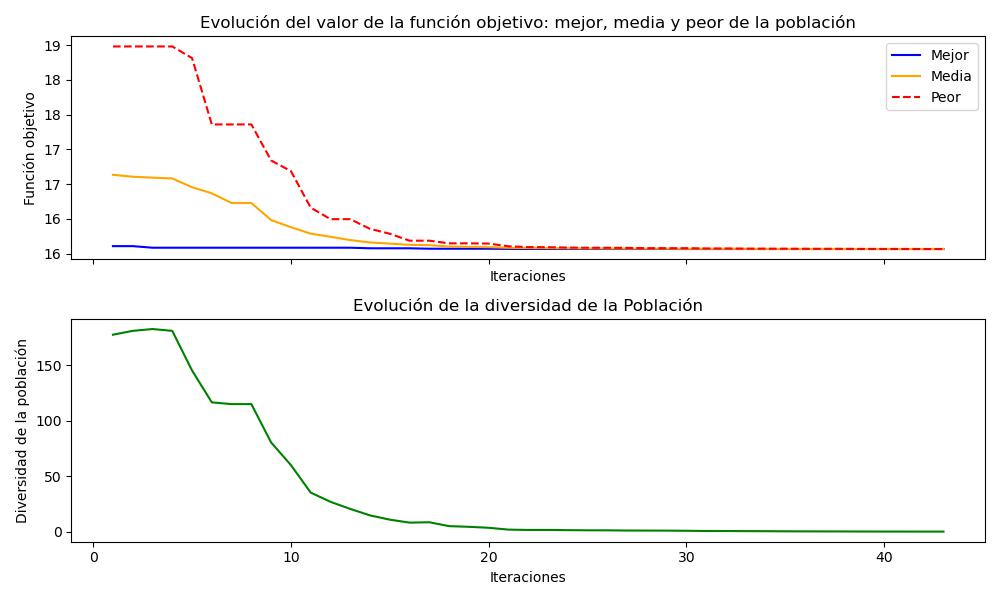 Evolución del valor de la función objetivo: mejor, media y peor de la población
Función objetivo
19
18
18
17
17
16
16
Mejor
Media
Peor
Iteraciones
Evolución de la diversidad de la Población
Diversidad de la población
150
100
50
0
0 10 20 30 40
Iteraciones